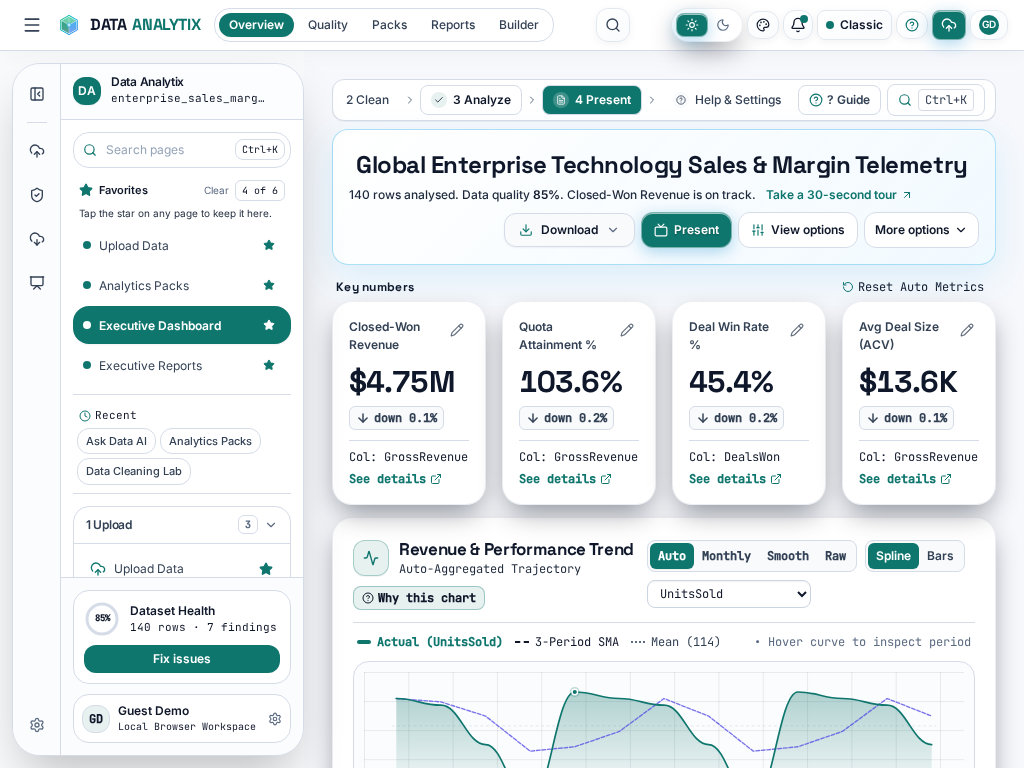 DATA ANALYTIX
Overview
Quality
Packs
Reports
Builder
Classic
GD
DA
Data Analytix
enterprise_sales_marg…
Search pages
Ctrl+K
Favorites
Clear
4 of 6
Tap the star on any page to keep it here.
Upload Data
Analytics Packs
Executive Dashboard
Executive Reports
Recent
Ask Data AI
Analytics Packs
Data Cleaning Lab
1 Upload
3
Upload Data
85%
Dataset Health
140 rows · 7 findings
Fix issues
GD
Guest Demo
Local Browser Workspace
2 Clean
3 Analyze
4 Present
Help & Settings
? Guide
Ctrl+K
Global Enterprise Technology Sales & Margin Telemetry
140 rows analysed. Data quality 85%. Closed-Won Revenue is on track. Take a 30-second tour
Download
Present
View options
More options
Key numbers
Reset Auto Metrics
Closed-Won
Revenue
$4.75M
down 0.1%
Col: GrossRevenue
See details
Quota
Attainment %
103.6%
down 0.2%
Col: GrossRevenue
See details
Deal Win Rate
%
45.4%
down 0.2%
Col: DealsWon
See details
Avg Deal Size
(ACV)
$13.6K
down 0.1%
Col: GrossRevenue
See details
Revenue & Performance Trend
Auto-Aggregated Trajectory
Why this chart
Auto
Monthly
Smooth
Raw
Spline
Bars
UnitsSold
Actual (UnitsSold)
3-Period SMA
Mean (114)
• Hover curve to inspect period